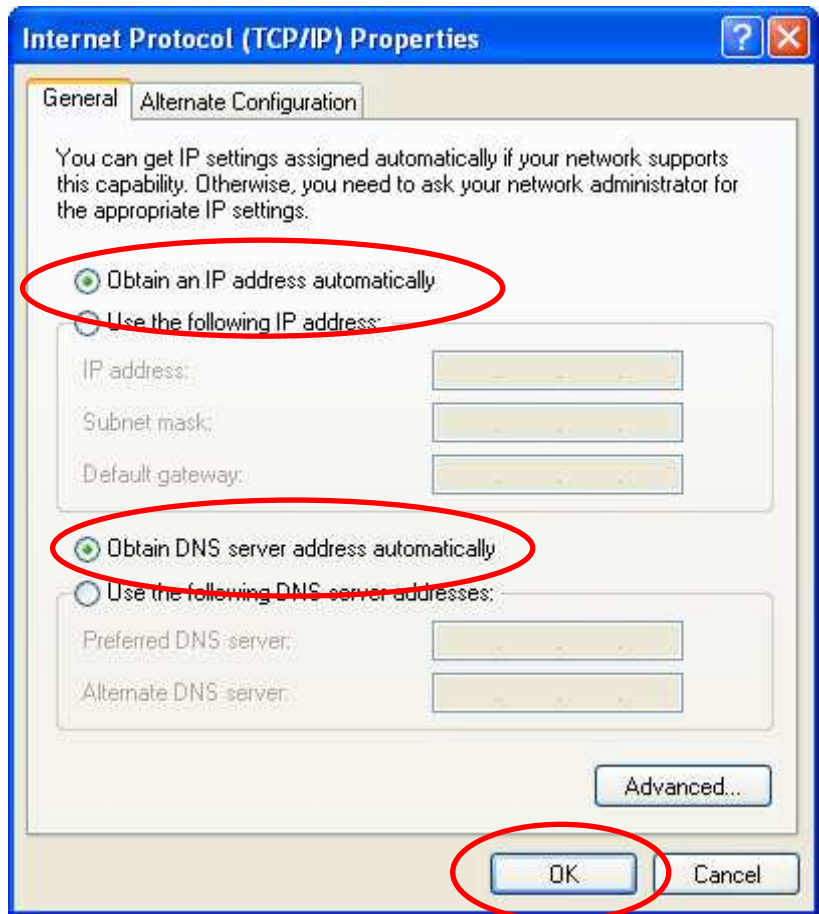 Internet Protocol (TCP/IP) Properties
General
Alternate Configuration
You can get IP settings assigned automatically if your network supports
this capability. Otherwise, you need to ask your network administrator for
the appropriate IP settings.
Obtain an IP address automatically
Use the following IP address:
IP address:
Subnet mask:
Default gateway:
Obtain DNS server address automatically
Use the following DNS server addresses:
Preferred DNS server:
Alternate DNS server:
Advanced...
OK
Cancel